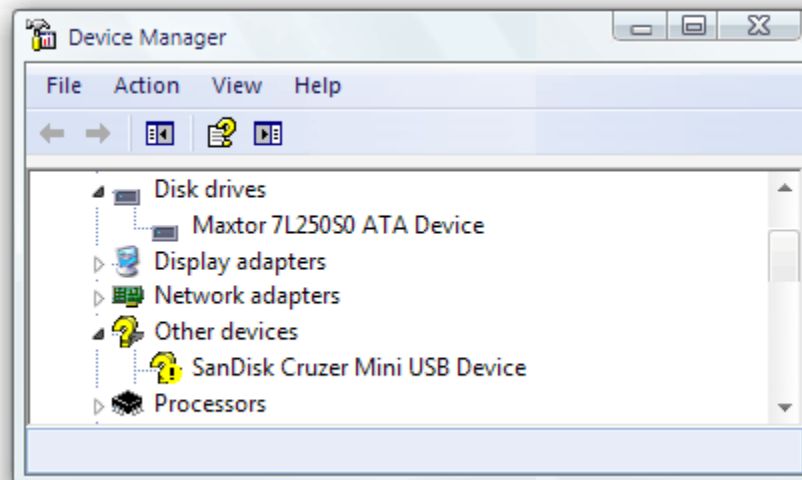 Device Manager
File Action View Help
Disk drives
Maxtor 7L250S0 ATA Device
Display adapters
Network adapters
Other devices
SanDisk Cruzer Mini USB Device
Processors